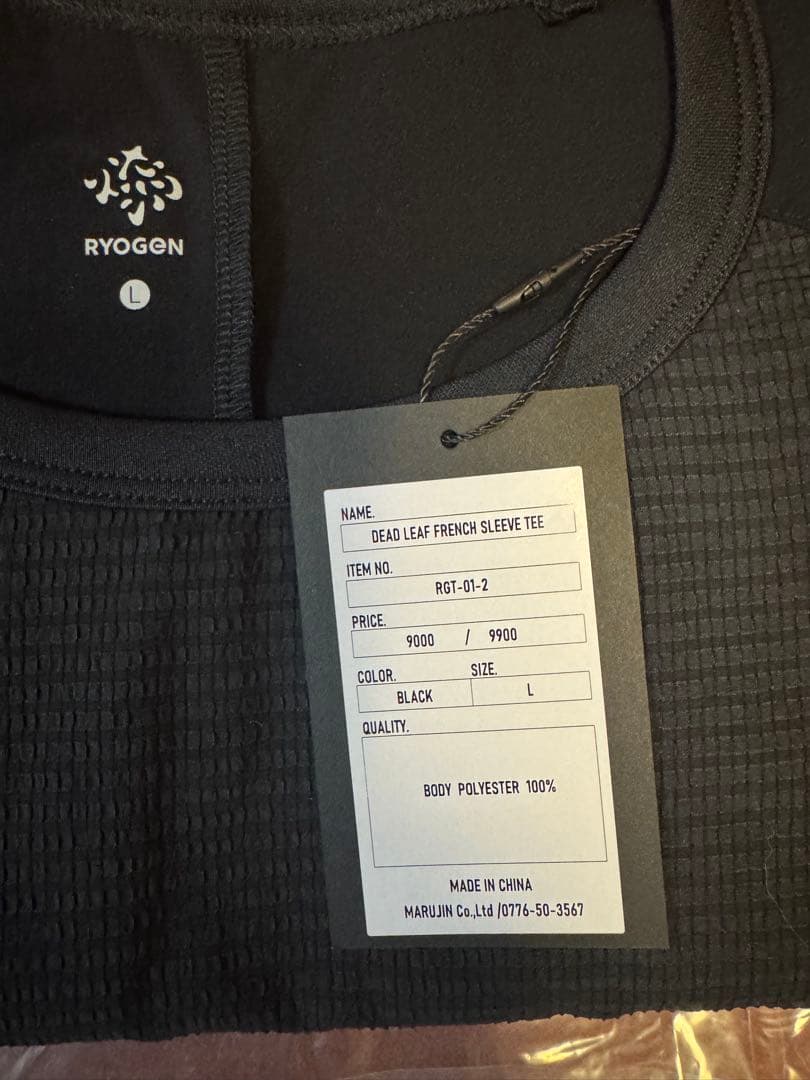 RYOGEN
L
NAME.
DEAD LEAF FRENCH SLEEVE TEE
ITEM NO.
RGT-01-2
PRICE.
9000 / 9900
COLOR. SIZE.
BLACK L
QUALITY.
BODY POLYESTER 100%
MADE IN CHINA
MARUJIN Co.,Ltd /0776-50-3567